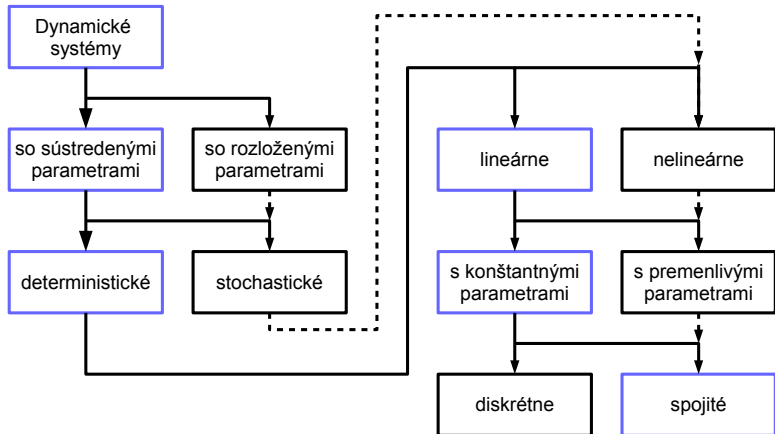 Dynamické
systémy
so sústredenými
parametrami
so rozloženými
parametrami
deterministické
stochastické
lineárne
nelineárne
s konštantnými
parametrami
s premenlivými
parametrami
diskrétne
spojité